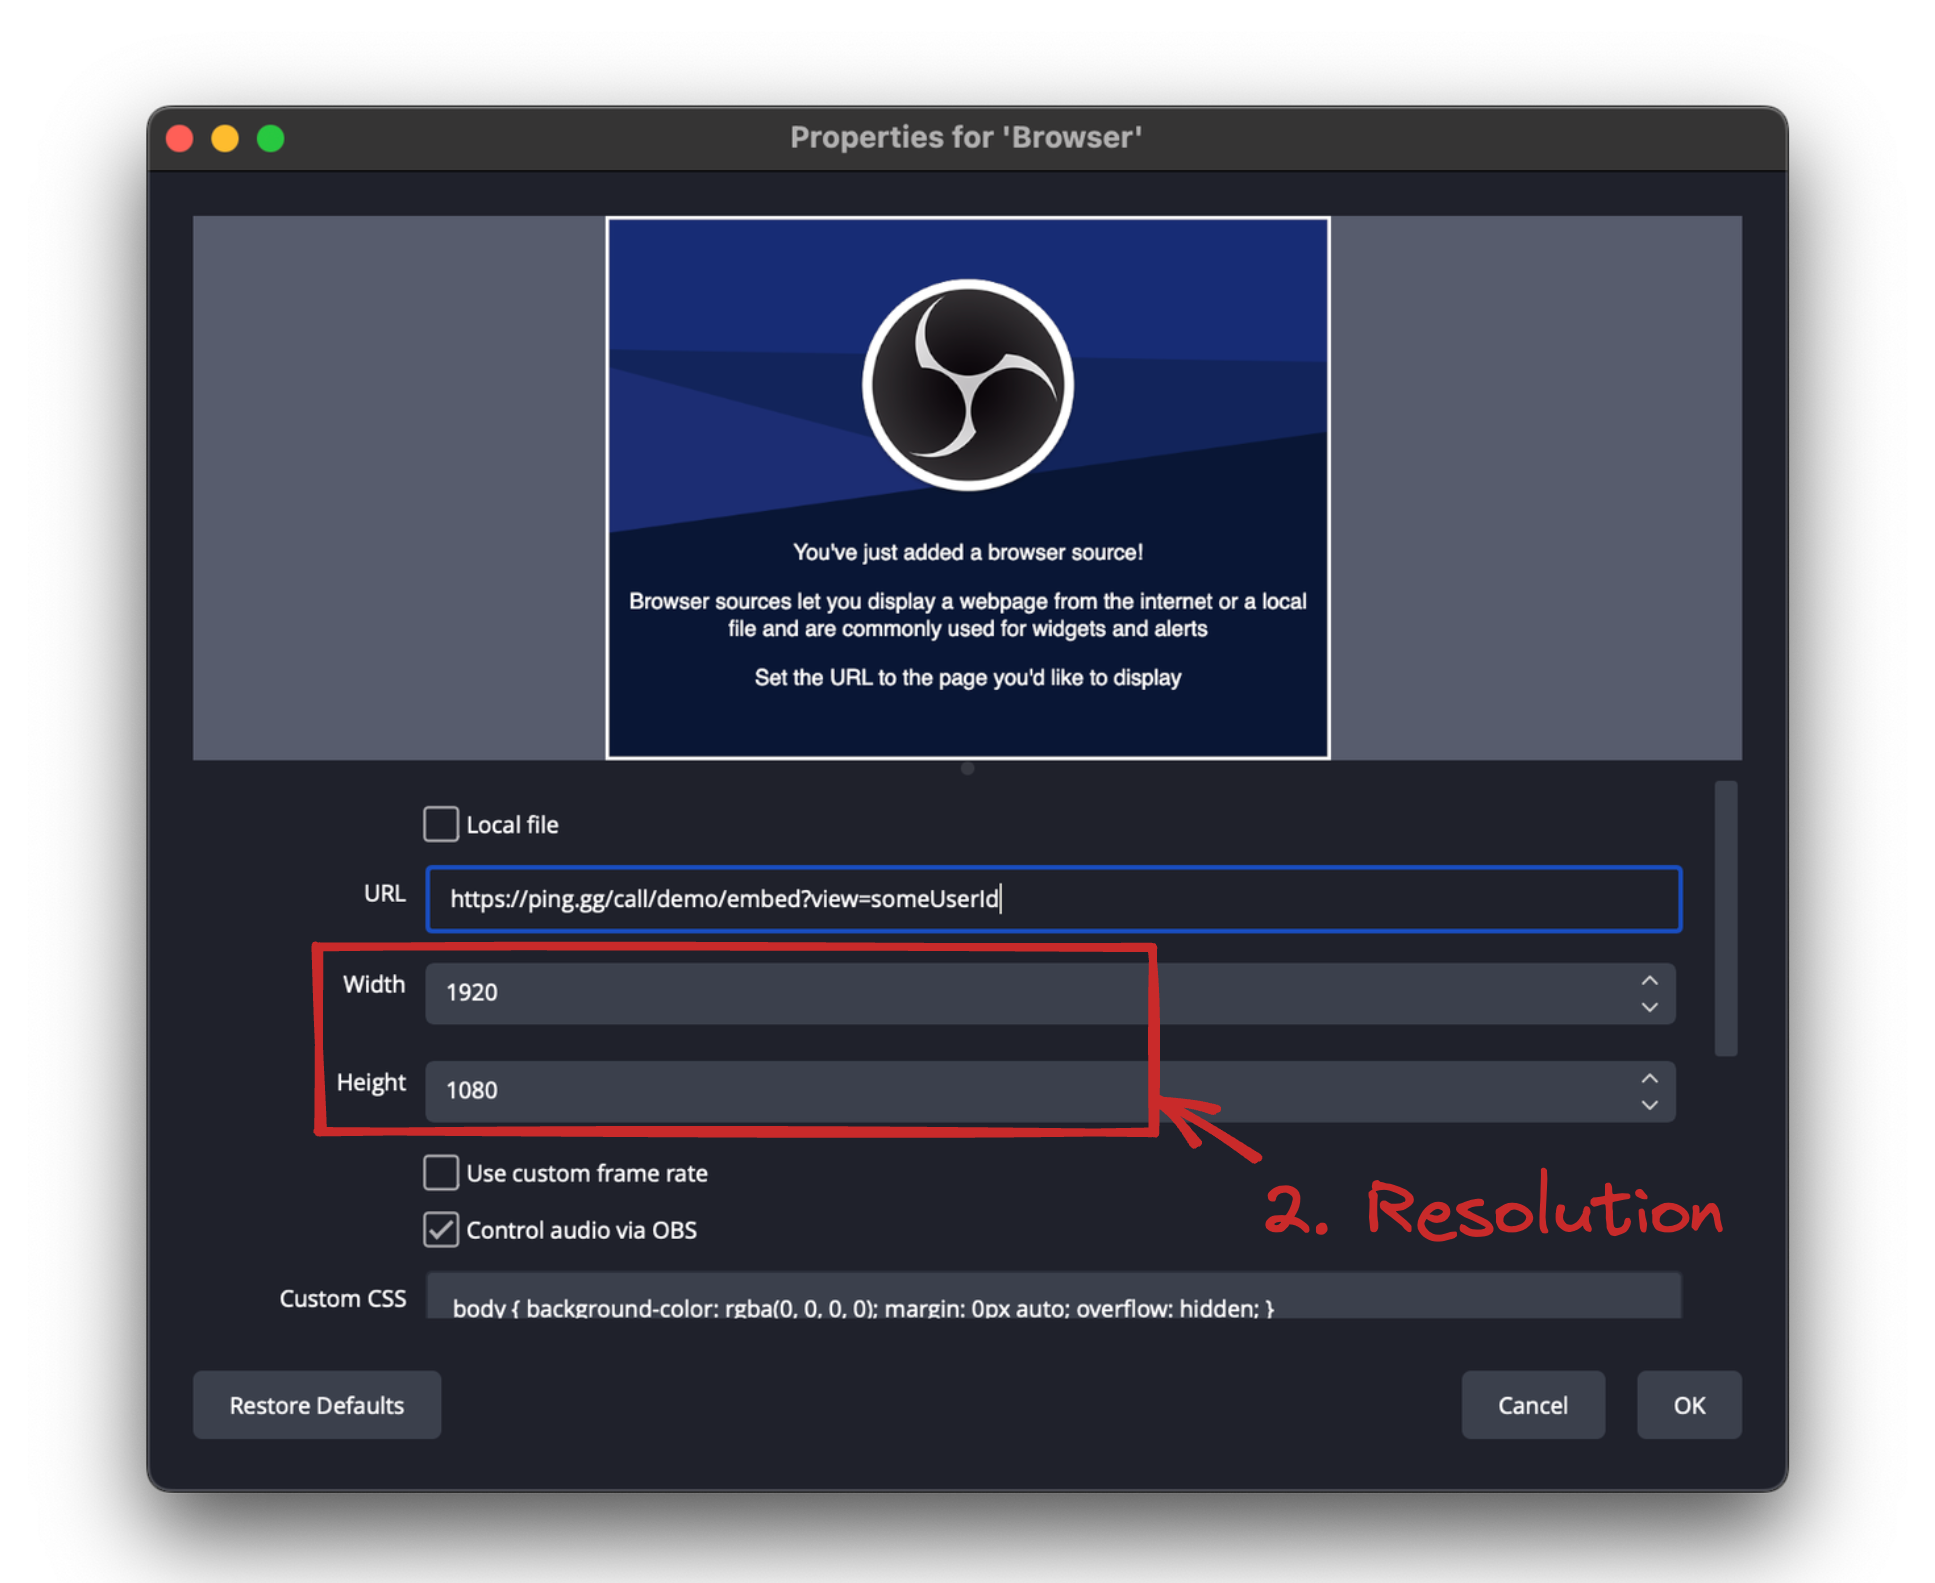 Properties for 'Browser'
You've just added a browser source!
Browser sources let you display a webpage from the internet or a local
file and are commonly used for widgets and alerts
Set the URL to the page you'd like to display
Local file
URL
https://ping.gg/call/demo/embed?view=someUserId
Width
1920
Height
1080
Use custom frame rate
2. Resolution
Control audio via OBS
Custom CSS
body { background-color: rgba(0, 0, 0, 0); margin: 0px auto; overflow: hidden; }
Restore Defaults
Cancel
OK